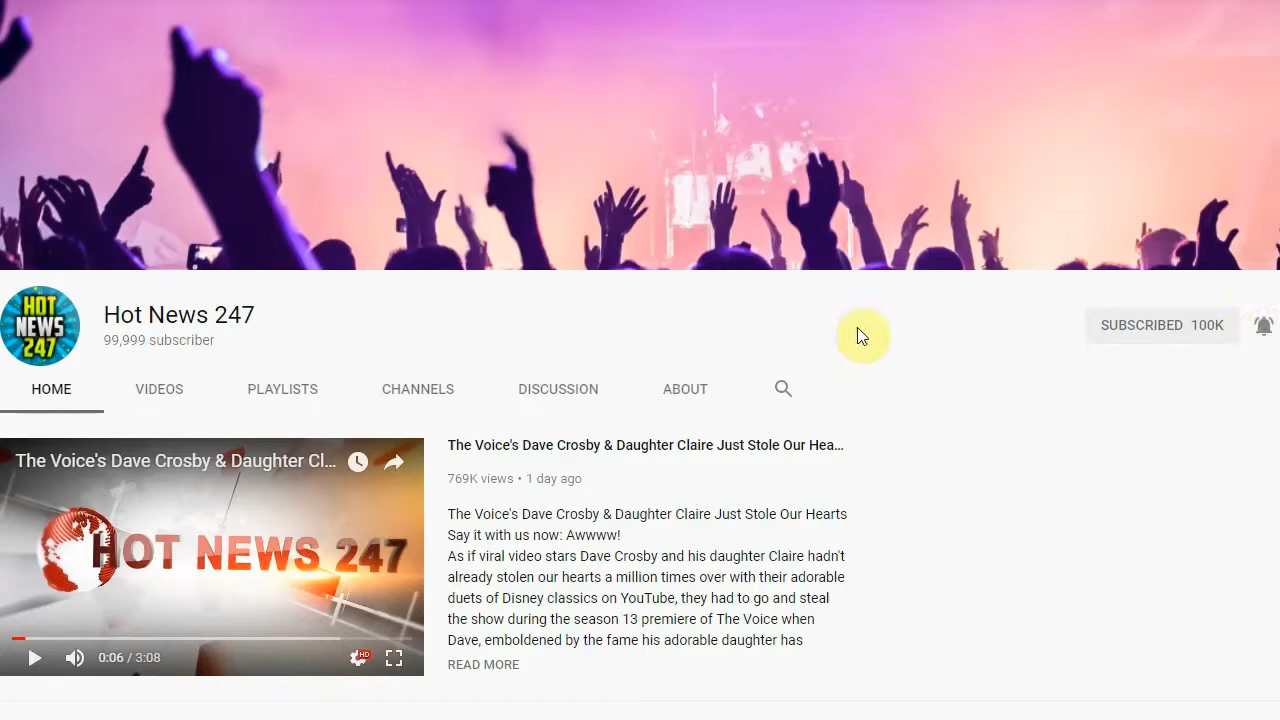 HOT
NEWS
247
Hot News 247
99,999 subscriber
SUBSCRIBED 100K
HOME VIDEOS PLAYLISTS CHANNELS DISCUSSION ABOUT
The Voice's Dave Crosby & Daughter Cl...
HOT NEWS 247
0:06 / 3:08
HD
The Voice's Dave Crosby & Daughter Claire Just Stole Our Hea...
769K views • 1 day ago
The Voice's Dave Crosby & Daughter Claire Just Stole Our Hearts
Say it with us now: Awwww!
As if viral video stars Dave Crosby and his daughter Claire hadn't
already stolen our hearts a million times over with their adorable
duets of Disney classics on YouTube, they had to go and steal
the show during the season 13 premiere of The Voice when
Dave, emboldened by the fame his adorable daughter has
READ MORE